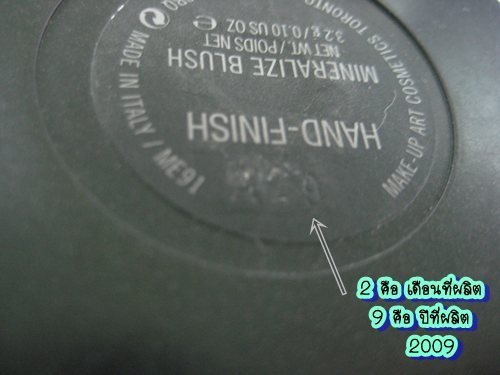 HAND-FINISH
MINERALIZE BLUSH
NET WT. / POIDS NET
3.2 g / 0.10 US OZ
MAKE-UP ART COSMETICS TORONTO
MADE IN ITALY / ME91
2 คือ เดือนที่ผลิต
9 คือ ปีที่ผลิต
2009